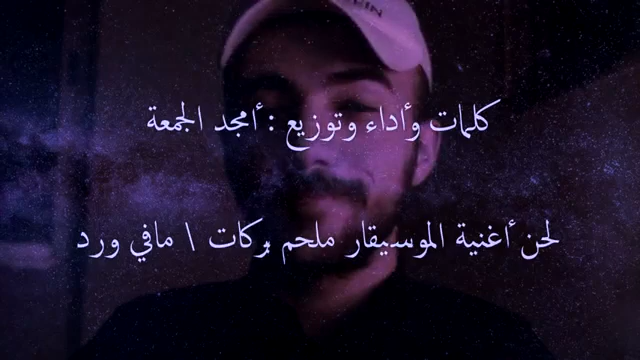 كلمات وأداء وتوزيع : أمجد الجمعة
لحن أغنية الموسيقار ملحم بركات \ مافي ورد